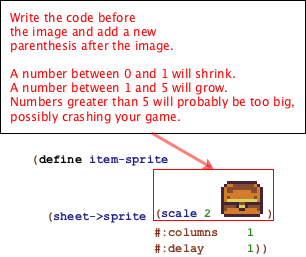 Write the code before
the image and add a new
parenthesis after the image.
A number between 0 and 1 will shrink.
A number between 1 and 5 will grow.
Numbers greater than 5 will probably be too big,
possibly crashing your game.
(define item-sprite
(sheet->sprite (scale 2 )
#:columns 1
#:delay 1))